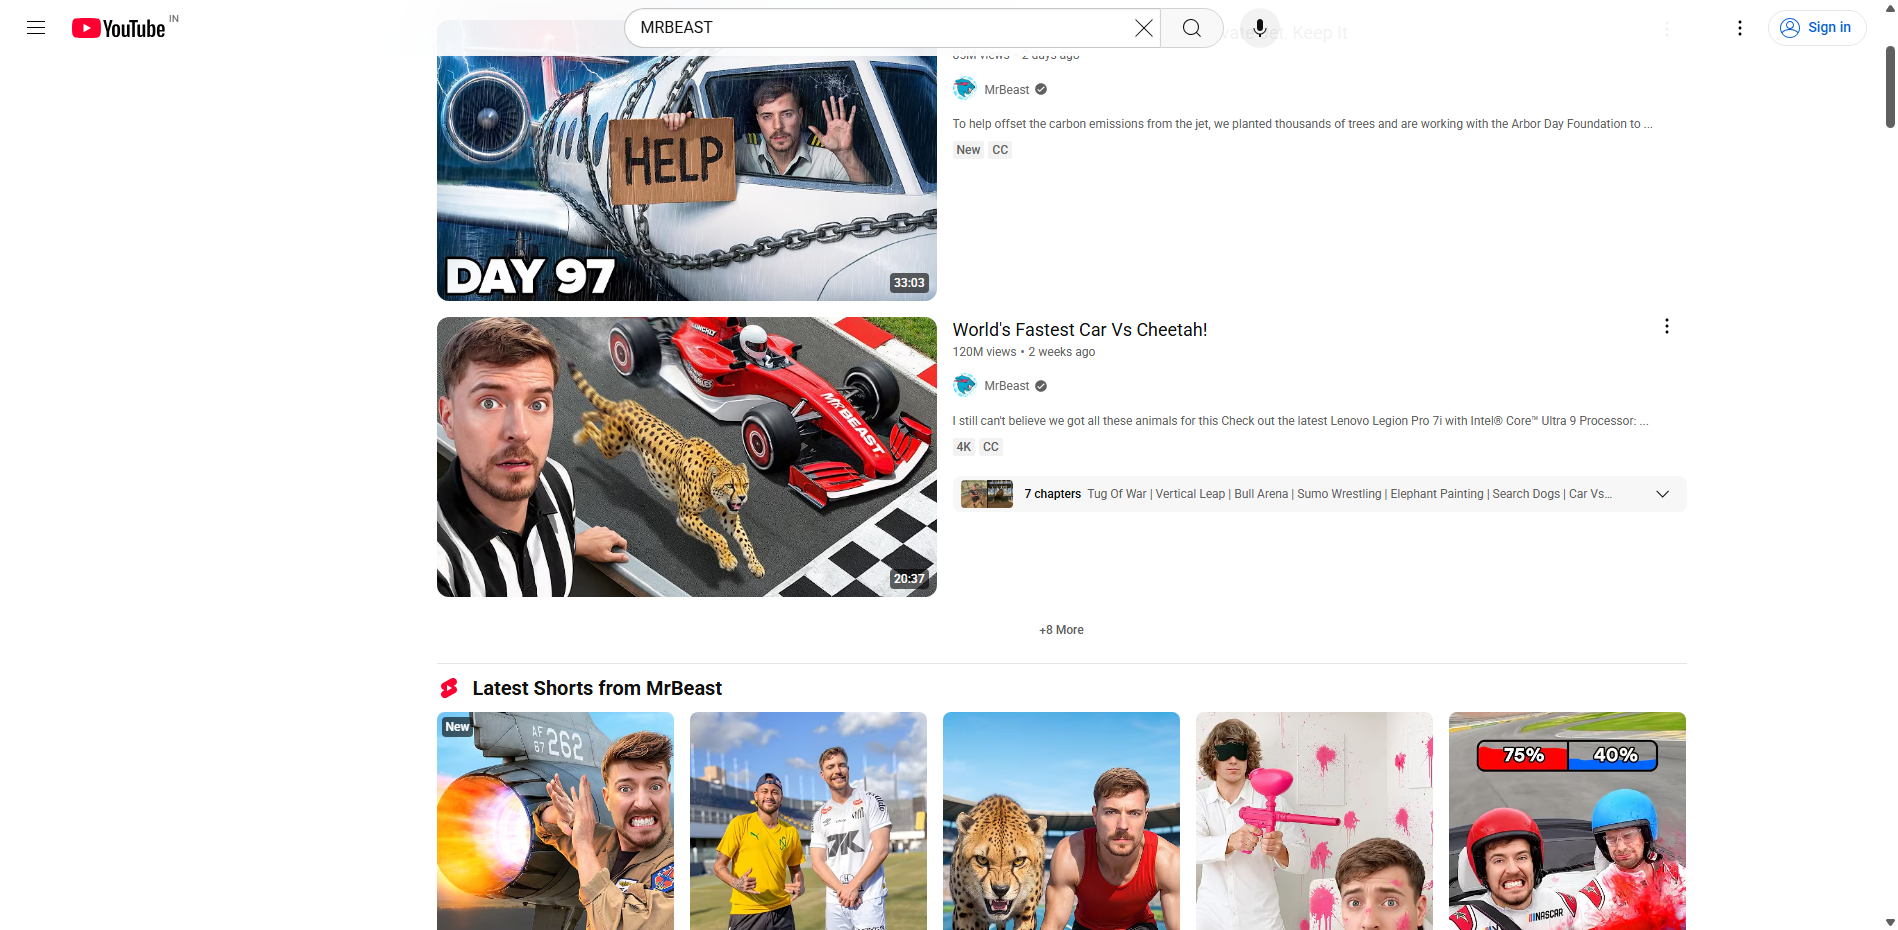 YouTube IN
MRBEAST
Sign in
2 days ago
MrBeast
To help offset the carbon emissions from the jet, we planted thousands of trees and are working with the Arbor Day Foundation to ...
New CC
HELP
DAY 97
33:03
World's Fastest Car Vs Cheetah!
120M views • 2 weeks ago
MrBeast
I still can't believe we got all these animals for this Check out the latest Lenovo Legion Pro 7i with Intel® Core™ Ultra 9 Processor: ...
4K CC
7 chapters Tug Of War | Vertical Leap | Bull Arena | Sumo Wrestling | Elephant Painting | Search Dogs | Car Vs...
MRBEAST
20:37
+8 More
Latest Shorts from MrBeast
New
AF
67 262
75% 40%
NASCAR